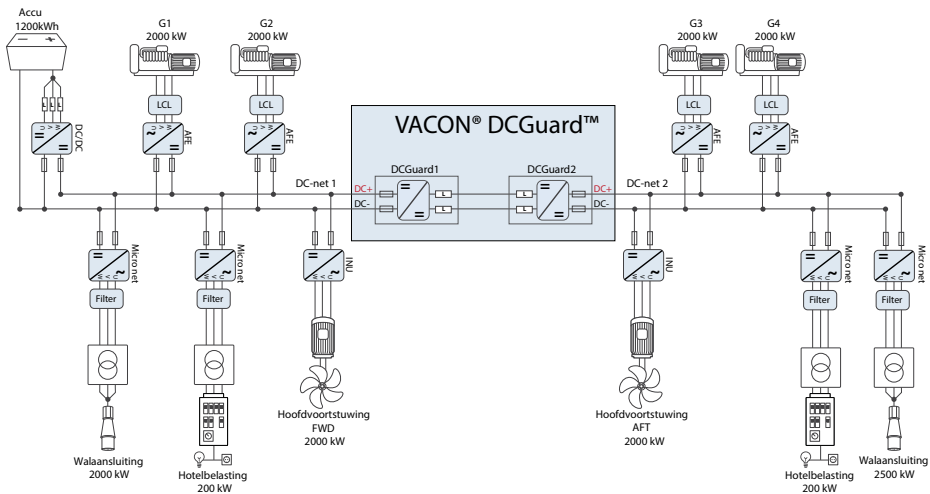 Accu
1200kWh
G1
2000 kW
G2
2000 kW
G3
2000 kW
G4
2000 kW
LCL
LCL
LCL
LCL
L
L
L
U
V
W
DC/DC
AFE
AFE
AFE
AFE
VACON® DCGuard™
DCGuard1
DCGuard2
DC-net 1
DC+
DC-
L
L
L
L
DC+
DC-
DC-net 2
Micro net
Micro net
INU
INU
Micro net
Micro net
Filter
Filter
Filter
Filter
Walaansluiting
2000 kW
Hotelbelasting
200 kW
Hoofdvoortstuwing
FWD
2000 kW
Hoofdvoortstuwing
AFT
2000 kW
Hotelbelasting
200 kW
Walaansluiting
2500 kW